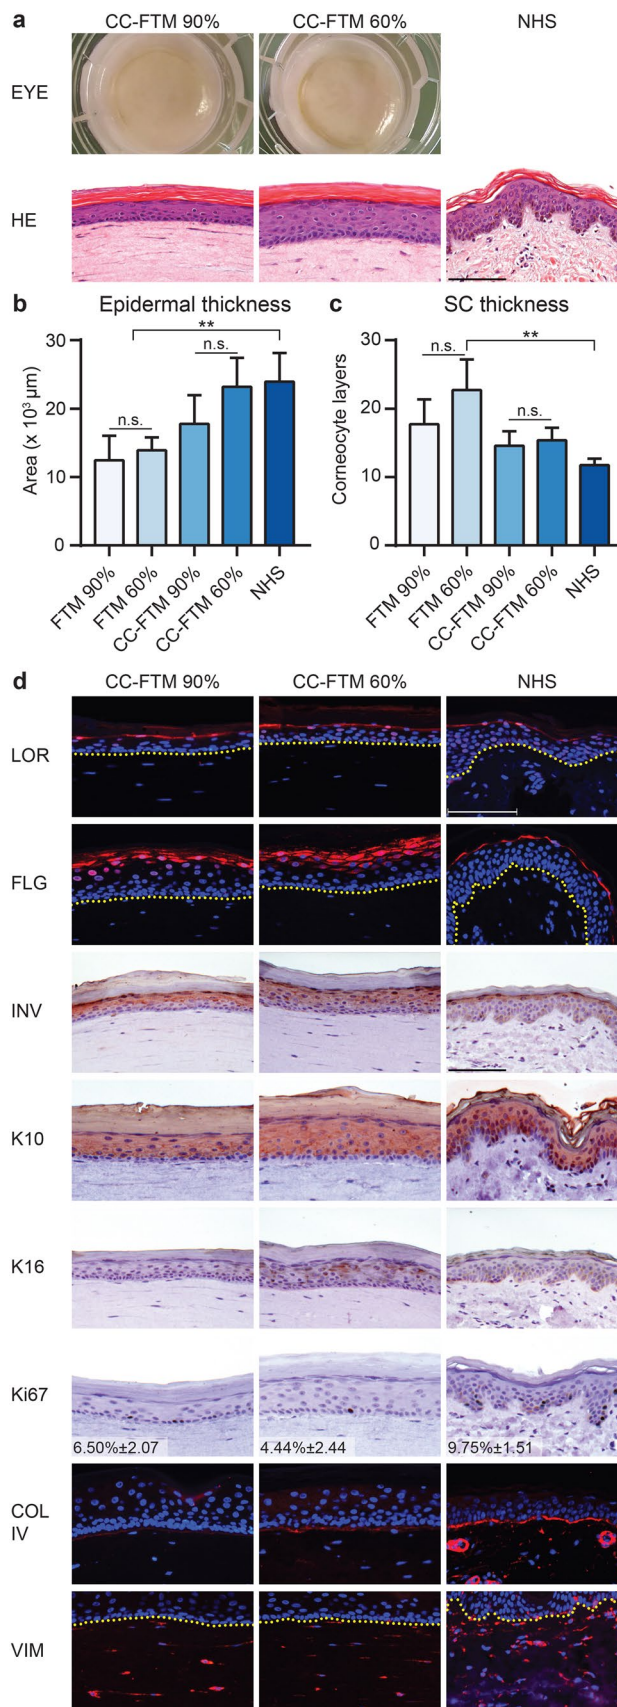 a
CC-FTM 90%
CC-FTM 60%
NHS
EYE
HE
b
Epidermal thickness
c
SC thickness
30
20
10
0
Area (x 10³ µm)
**
n.s.
n.s.
FTM 90%
FTM 60%
CC-FTM 90%
CC-FTM 60%
NHS
30
20
10
0
Corneocyte layers
n.s.
**
n.s.
FTM 90%
FTM 60%
CC-FTM 90%
CC-FTM 60%
NHS
d
CC-FTM 90%
CC-FTM 60%
NHS
LOR
FLG
INV
K10
K16
Ki67
6.50%±2.07
4.44%±2.44
9.75%±1.51
COL
IV
VIM